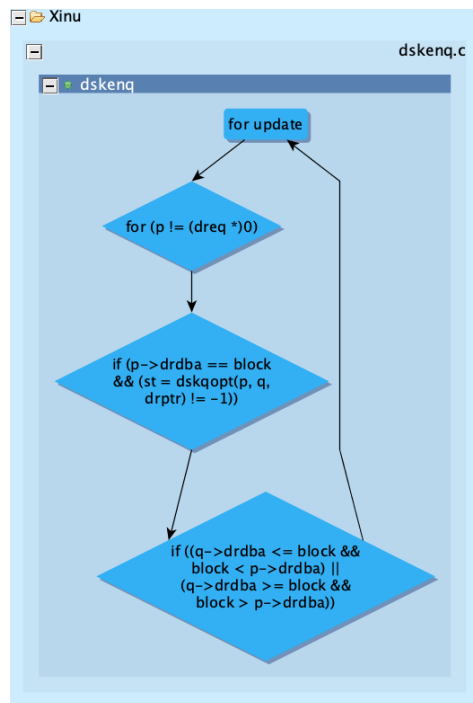 Xinu
dskenq.c
dskenq
for update
for (p != (dreq *)0)
if (p->drdba == block
&& (st = dskqopt(p, q,
drptr) != -1))
if ((q->drdba <= block &&
block < p->drdba) ||
(q->drdba >= block &&
block > p->drdba))